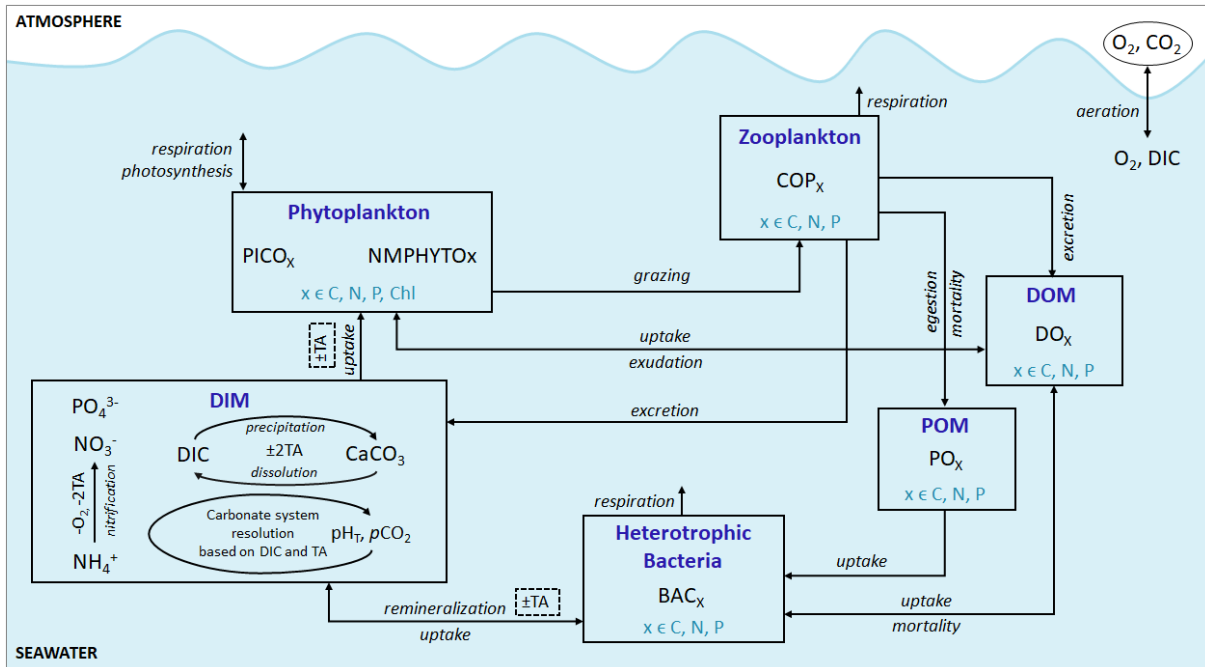 ATMOSPHERE
O₂, CO₂
respiration
aeration
Zooplankton
respiration
photosynthesis
O₂, DIC
COPₓ
Phytoplankton
x ϵ C, N, P
PICOₓ NMPHYTOx
excretion
grazing
x ϵ C, N, P, Chl
DOM
egestion
mortality
DOₓ
±TA
uptake
uptake
exudation
x ϵ C, N, P
DIM
PO₄³⁻
precipitation
excretion
POM
NO₃⁻
DIC
±2TA
CaCO₃
POₓ
dissolution
x ϵ C, N, P
-O₂, -2TA
nitrification
respiration
Carbonate system
resolution
based on DIC and TA
pH_T, pCO₂
Heterotrophic
Bacteria
NH₄⁺
uptake
BACₓ
remineralization
±TA
uptake
uptake
mortality
x ϵ C, N, P
SEAWATER